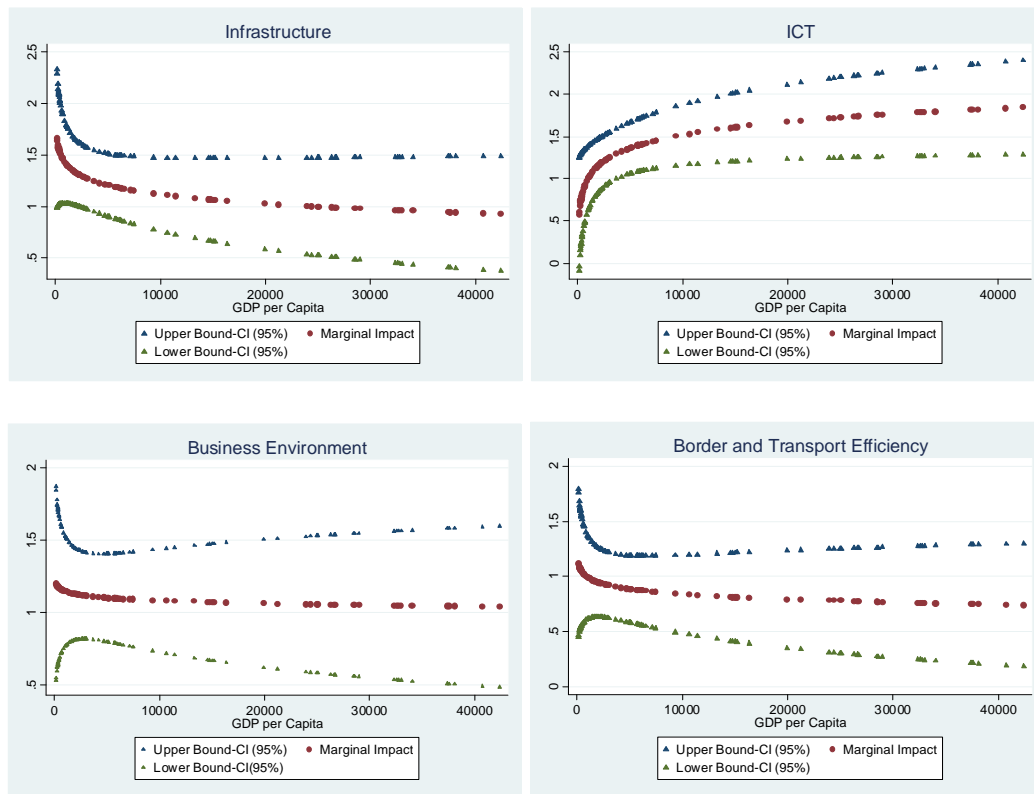 Infrastructure
2.5
2
1.5
1
.5
0 10000 20000 30000 40000
GDP per Capita
Upper Bound-CI (95%) Marginal Impact
Lower Bound-CI (95%)
ICT
2.5
2
1.5
1
.5
0
0 10000 20000 30000 40000
GDP per Capita
Upper Bound-CI (95%) Marginal Impact
Lower Bound-CI (95%)
Business Environment
2
1.5
1
.5
0 10000 20000 30000 40000
GDP per Capita
Upper Bound-CI (95%) Marginal Impact
Lower Bound-CI(95%)
Border and Transport Efficiency
2
1.5
1
.5
0
0 10000 20000 30000 40000
GDP per Capita
Upper Bound-CI (95%) Marginal Impact
Lower Bound-CI (95%)